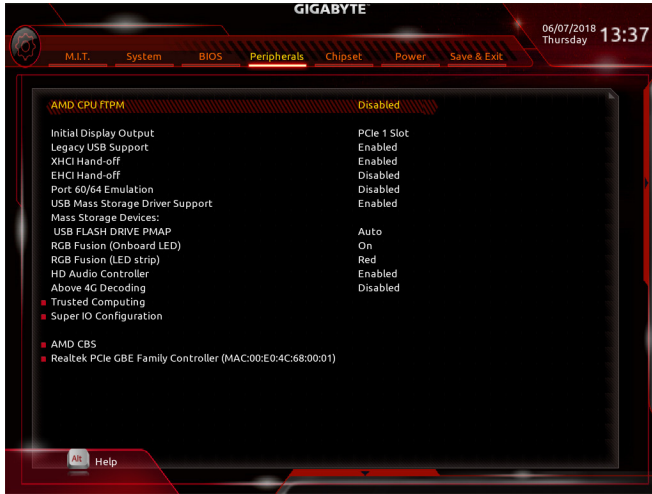 GIGABYTE
06/07/2018 Thursday 13:37
M.I.T. System BIOS Peripherals Chipset Power Save & Exit
AMD CPU fTPM Disabled
Initial Display Output PCIe 1 Slot
Legacy USB Support Enabled
XHCI Hand-off Enabled
EHCI Hand-off Disabled
Port 60/64 Emulation Disabled
USB Mass Storage Driver Support Enabled
Mass Storage Devices:
USB FLASH DRIVE PMAP Auto
RGB Fusion (Onboard LED) On
RGB Fusion (LED strip) Red
HD Audio Controller Enabled
Above 4G Decoding Disabled
Trusted Computing
Super IO Configuration
AMD CBS
Realtek PCIe GBE Family Controller (MAC:00:E0:4C:68:00:01)
Alt Help